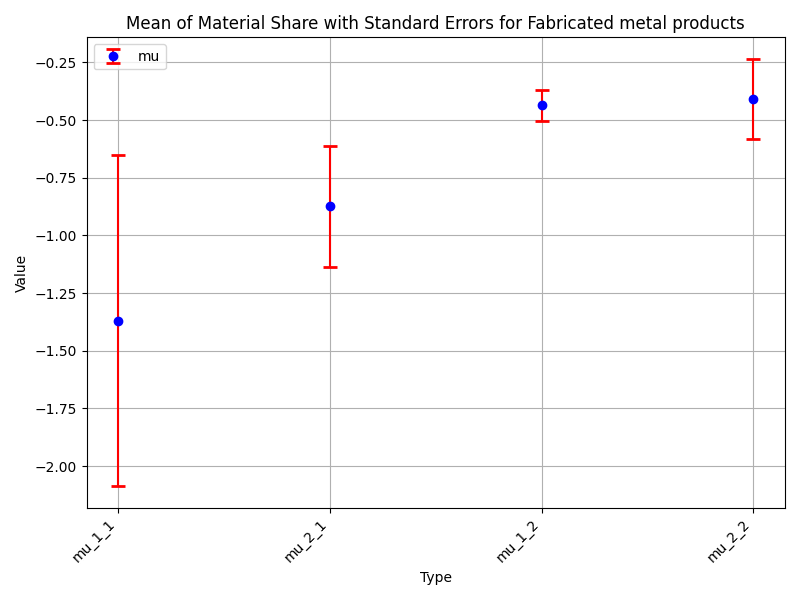 Mean of Material Share with Standard Errors for Fabricated metal products
mu
−0.25
−0.50
−0.75
−1.00
−1.25
−1.50
−1.75
−2.00
Value
mu_1_1
mu_2_1
mu_1_2
mu_2_2
Type